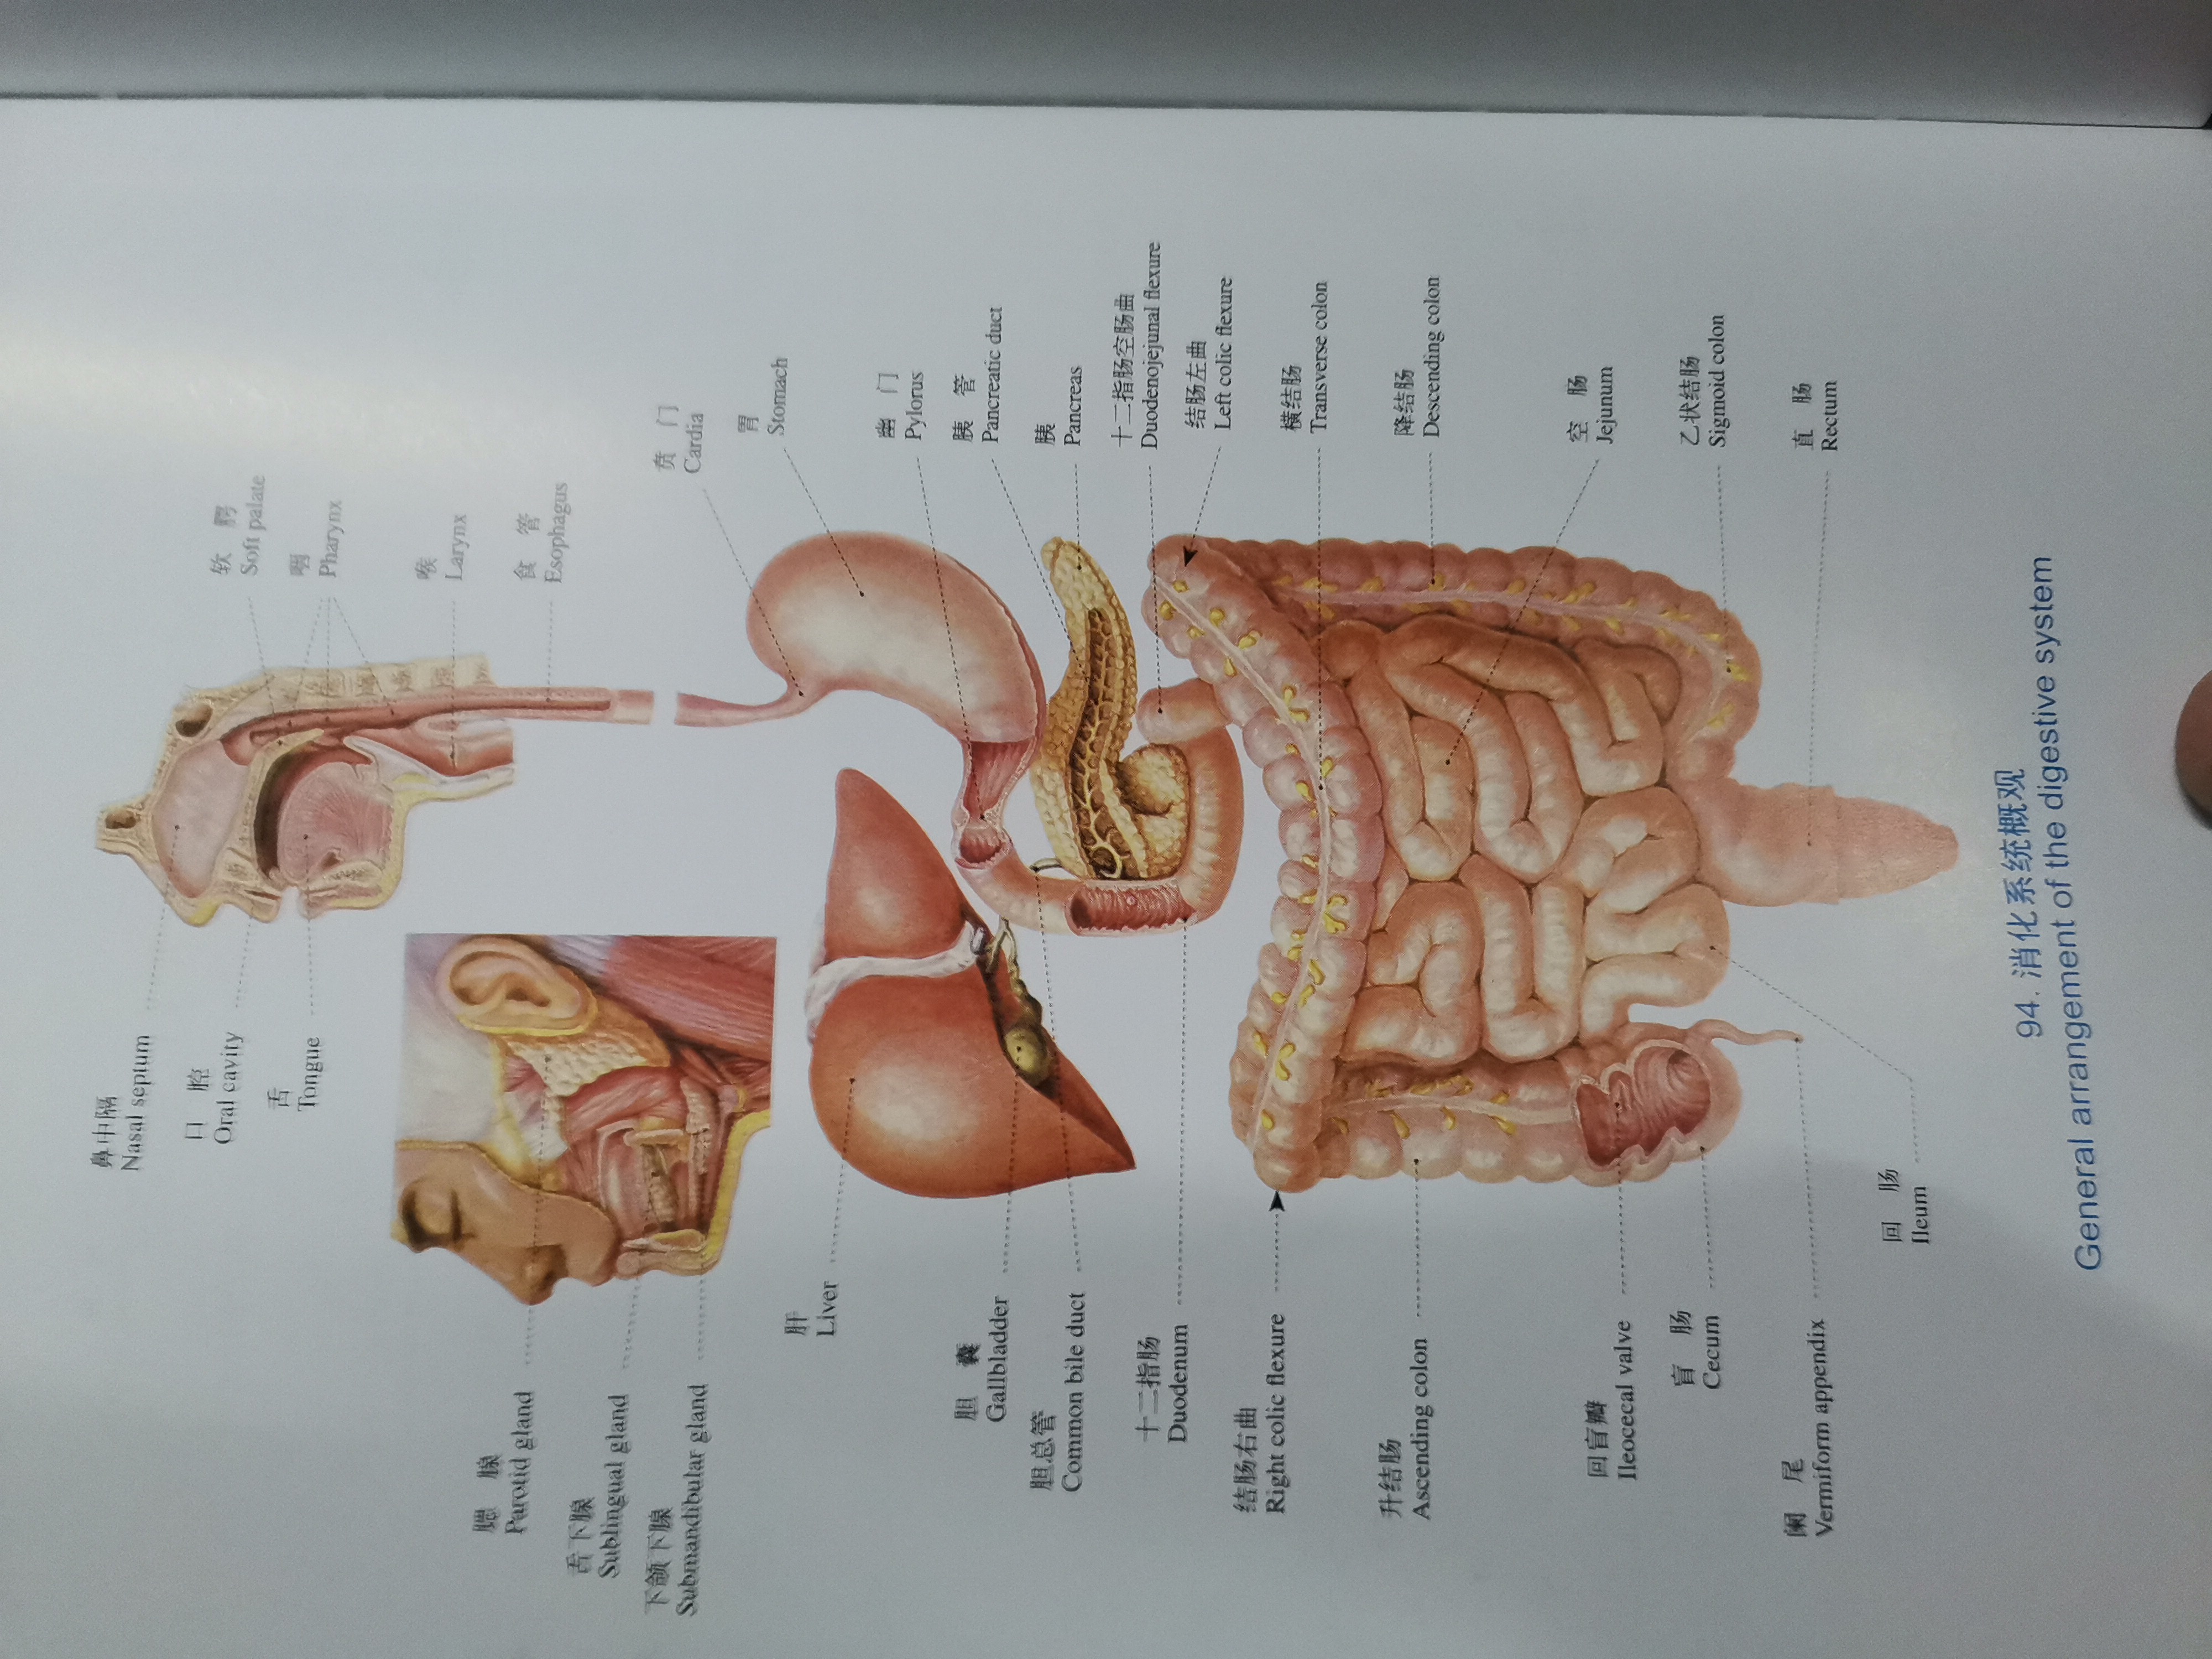 鼻中隔
Nasal septum
口 腔
Oral cavity
舌
Tongue
腮 腺
Parotid gland
舌下腺
Sublingual gland
下颌下腺
Submandibular gland
肝
Liver
胆 囊
Gallbladder
胆总管
Common bile duct
十二指肠
Duodenum
结肠右曲
Right colic flexure
升结肠
Ascending colon
回盲瓣
Ileocecal valve
盲 肠
Cecum
阑 尾
Vermiform appendix
回 肠
Ileum
软 腭
Soft palate
咽
Pharynx
喉
Larynx
食 管
Esophagus
贲 门
Cardia
胃
Stomach
幽 门
Pylorus
胰 管
Pancreatic duct
胰
Pancreas
十二指肠空肠曲
Duodenojejunal flexure
结肠左曲
Left colic flexure
横结肠
Transverse colon
降结肠
Descending colon
空 肠
Jejunum
乙状结肠
Sigmoid colon
直 肠
Rectum
94. 消化系统概观
General arrangement of the digestive system